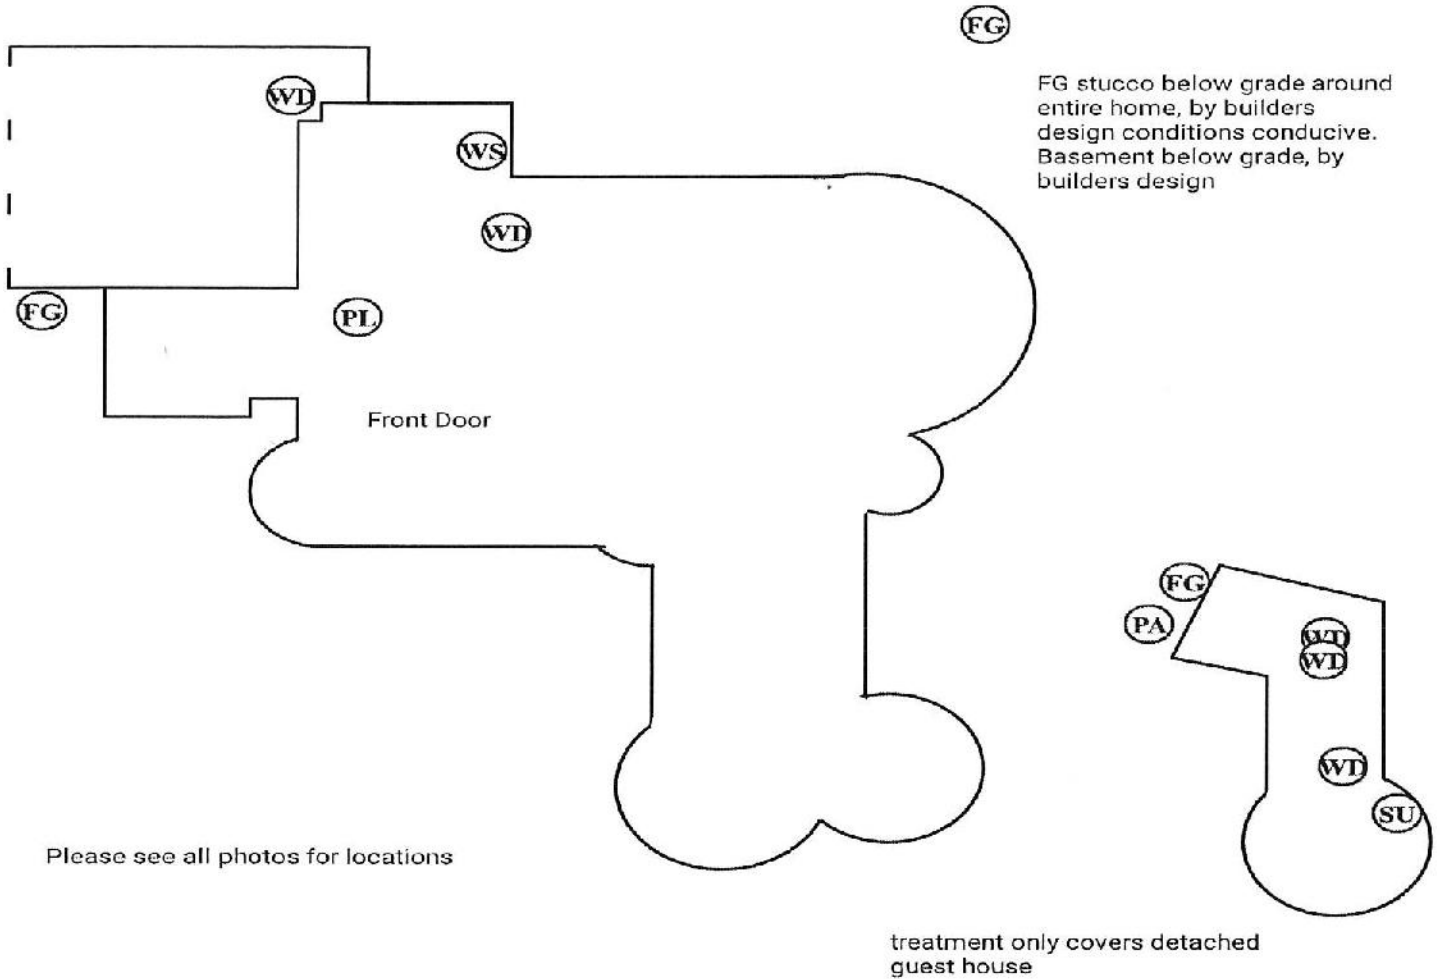 FG
FG stucco below grade around
entire home, by builders
design conditions conducive.
Basement below grade, by
builders design
WD
WS
WD
FG
PL
Front Door
FG
PA
WD
WD
WD
SU
Please see all photos for locations
treatment only covers detached
guest house